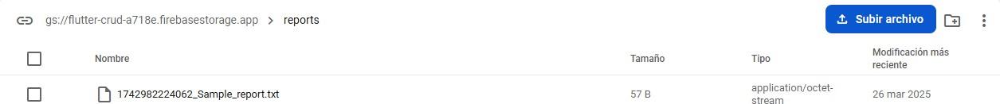 gs://flutter-crud-a718e.firebasestorage.app > reports
Subir archivo
Nombre
Tamaño
Tipo
Modificación más
reciente
1742982224062_Sample_report.txt
57 B
application/octet-
stream
26 mar 2025